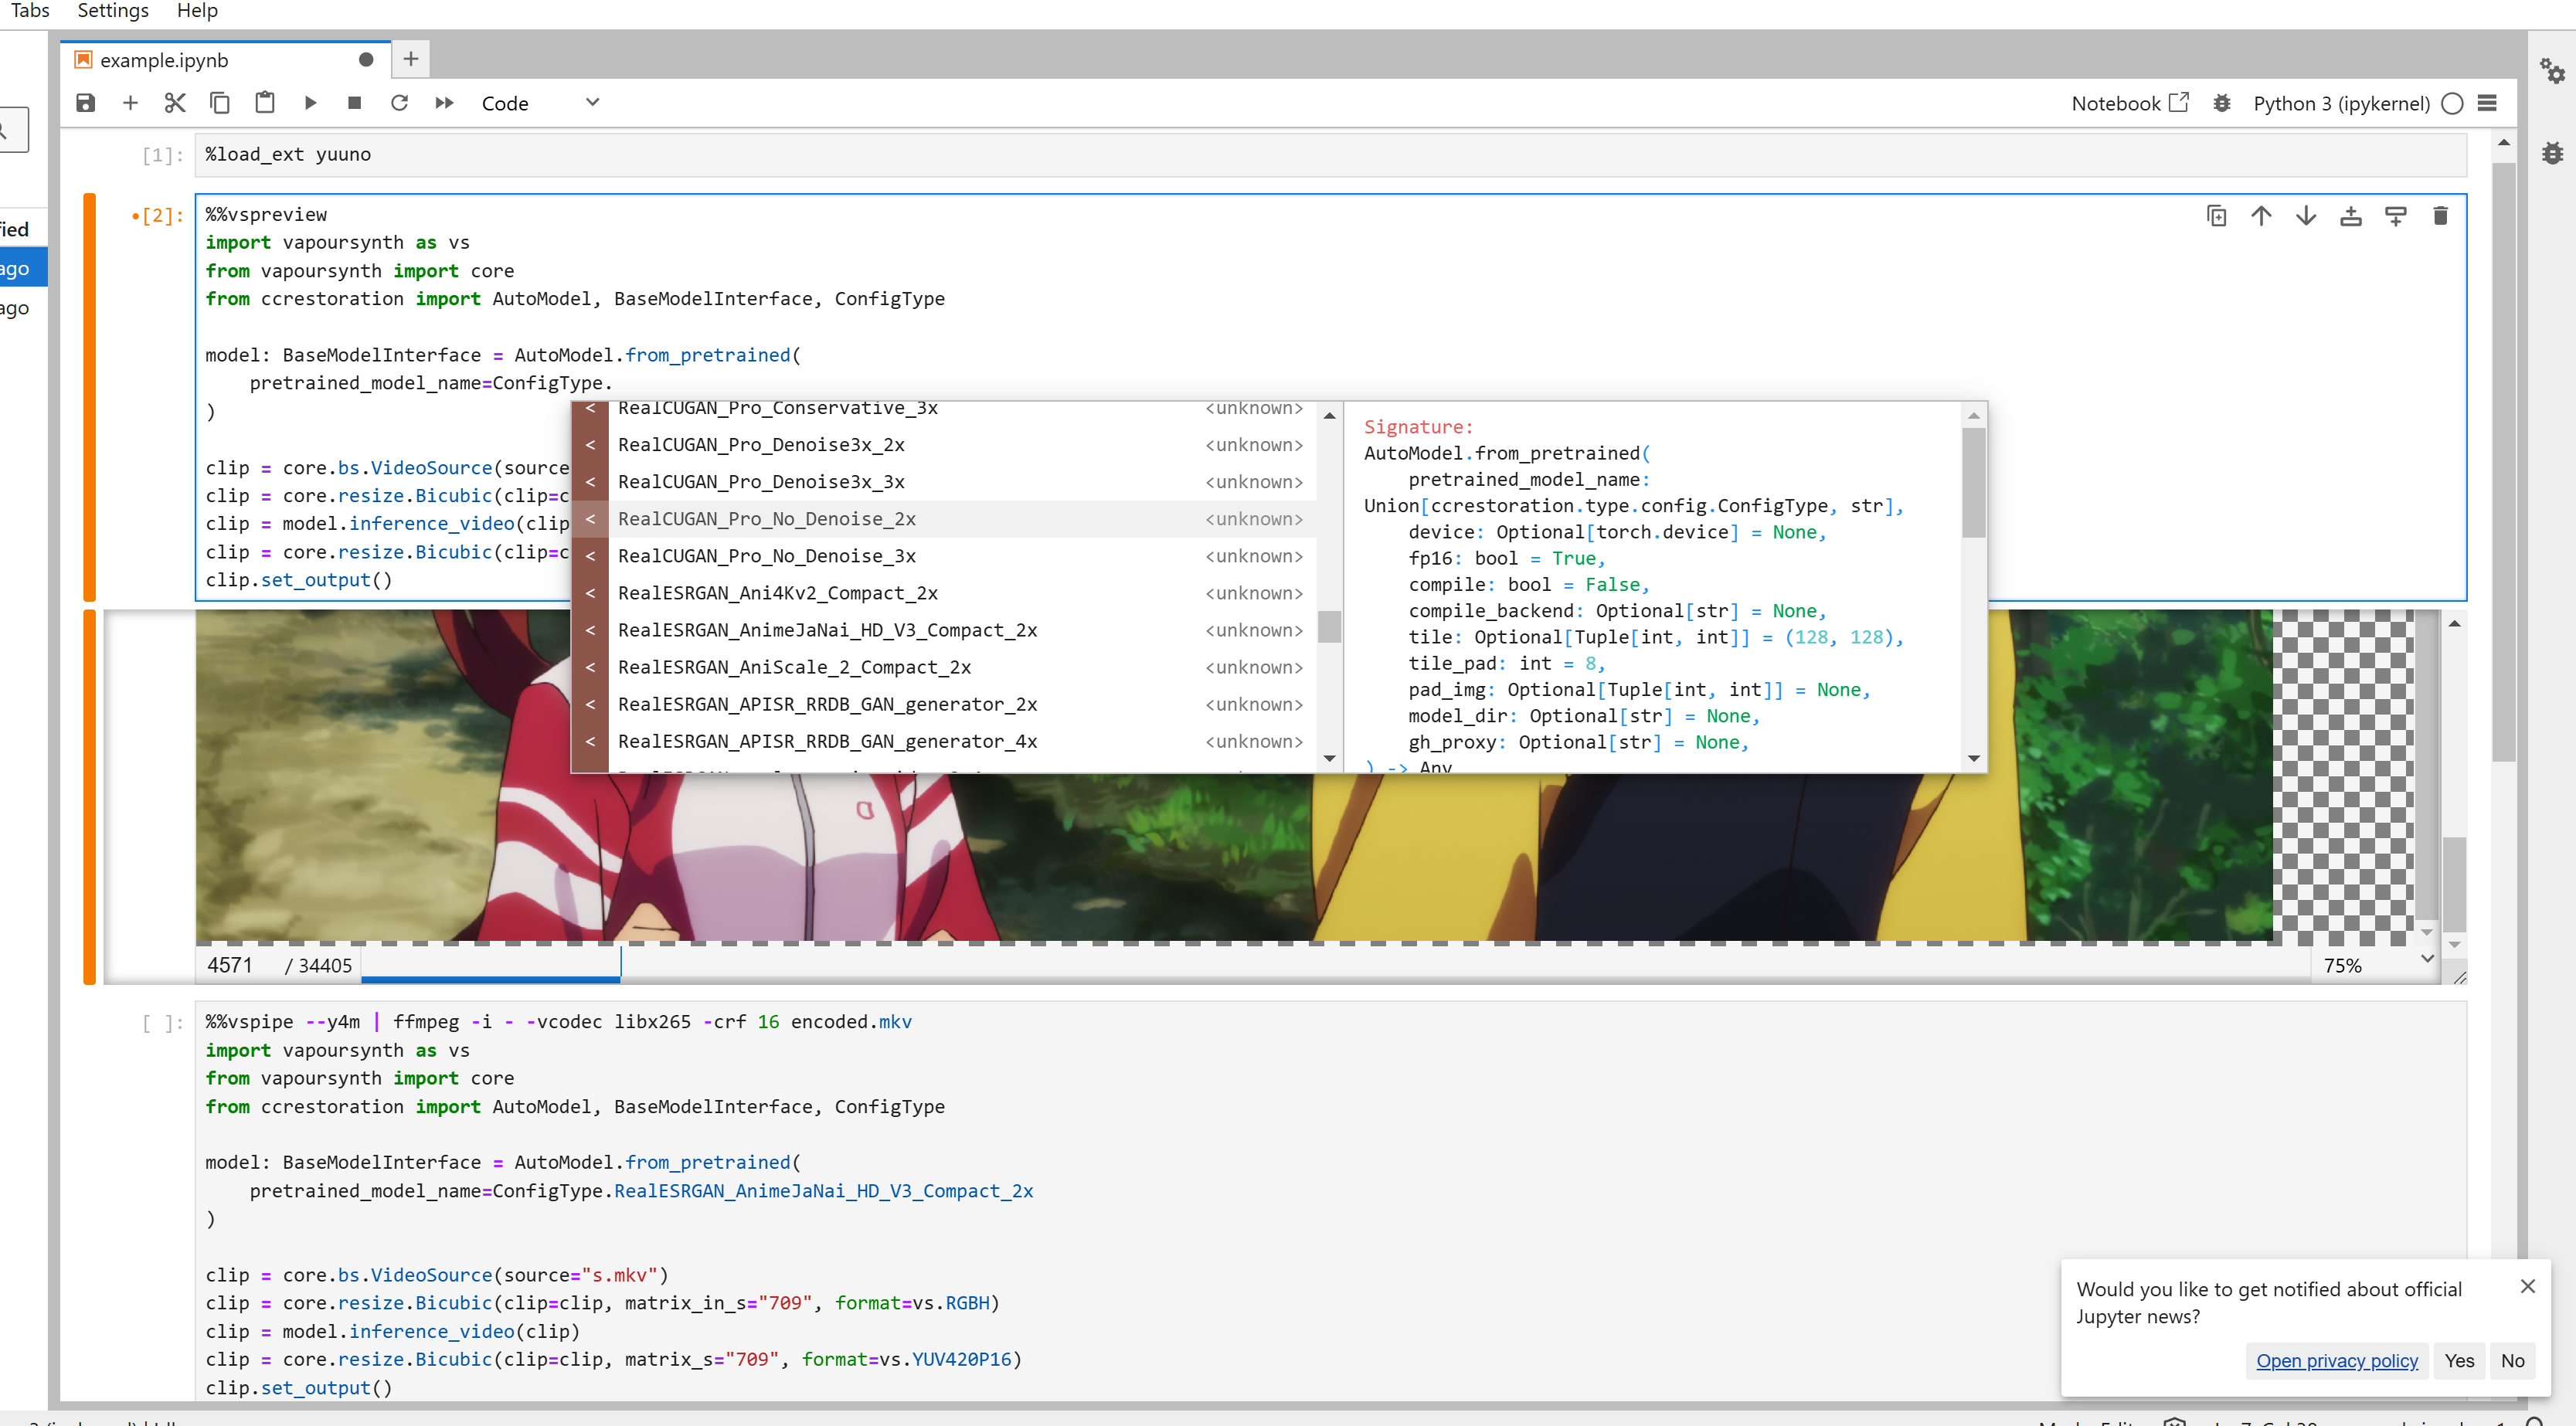 Tabs Settings Help
example.ipynb
Code
Notebook
Python 3 (ipykernel)
[1]:
%load_ext yuuno
[2]:
%%vspreview
import vapoursynth as vs
from vapoursynth import core
from ccrestoration import AutoModel, BaseModelInterface, ConfigType
model: BaseModelInterface = AutoModel.from_pretrained(
pretrained_model_name=ConfigType.
)
clip = core.bs.VideoSource(source
clip = core.resize.Bicubic(clip=c
clip = model.inference_video(clip
clip = core.resize.Bicubic(clip=c
clip.set_output()
ago
ago
< RealCUGAN_Pro_Conservative_3x <unknown>
< RealCUGAN_Pro_Denoise3x_2x <unknown>
< RealCUGAN_Pro_Denoise3x_3x <unknown>
< RealCUGAN_Pro_No_Denoise_2x <unknown>
< RealCUGAN_Pro_No_Denoise_3x <unknown>
< RealESRGAN_Ani4Kv2_Compact_2x <unknown>
< RealESRGAN_AnimeJaNai_HD_V3_Compact_2x <unknown>
< RealESRGAN_AniScale_2_Compact_2x <unknown>
< RealESRGAN_APISR_RRDB_GAN_generator_2x <unknown>
< RealESRGAN_APISR_RRDB_GAN_generator_4x <unknown>
Signature:
AutoModel.from_pretrained(
pretrained_model_name:
Union[ccrestoration.type.config.ConfigType, str],
device: Optional[torch.device] = None,
fp16: bool = True,
compile: bool = False,
compile_backend: Optional[str] = None,
tile: Optional[Tuple[int, int]] = (128, 128),
tile_pad: int = 8,
pad_img: Optional[Tuple[int, int]] = None,
model_dir: Optional[str] = None,
gh_proxy: Optional[str] = None,
) -> Any
4571 / 34405
75%
[ ]:
%%vspipe --y4m | ffmpeg -i - -vcodec libx265 -crf 16 encoded.mkv
import vapoursynth as vs
from vapoursynth import core
from ccrestoration import AutoModel, BaseModelInterface, ConfigType
model: BaseModelInterface = AutoModel.from_pretrained(
pretrained_model_name=ConfigType.RealESRGAN_AnimeJaNai_HD_V3_Compact_2x
)
clip = core.bs.VideoSource(source="s.mkv")
clip = core.resize.Bicubic(clip=clip, matrix_in_s="709", format=vs.RGBH)
clip = model.inference_video(clip)
clip = core.resize.Bicubic(clip=clip, matrix_s="709", format=vs.YUV420P16)
clip.set_output()
Would you like to get notified about official
Jupyter news?
Open privacy policy
Yes
No